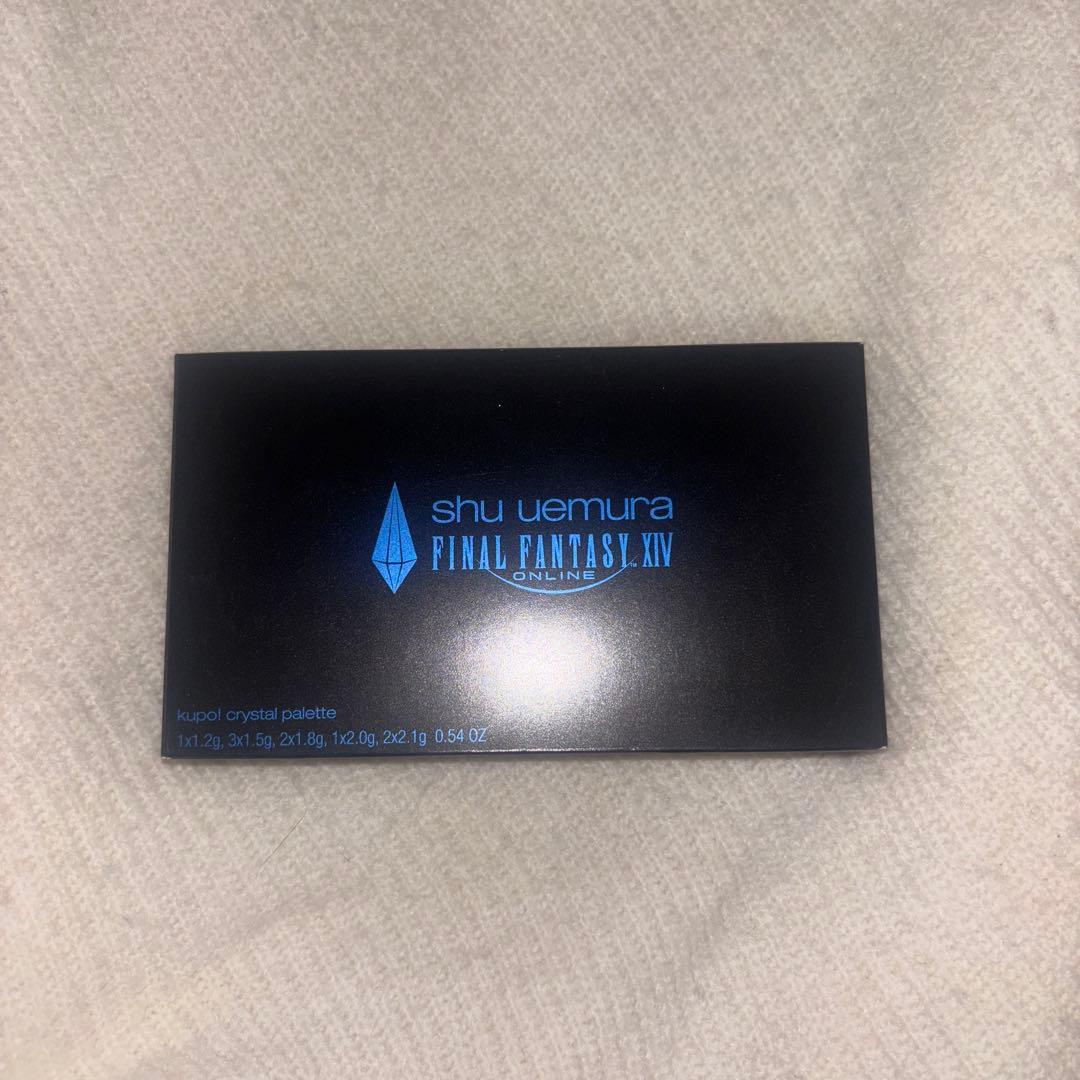 shu uemura
FINAL FANTASY™ XIV
ONLINE
kupo! crystal palette
1x1.2g, 3x1.5g, 2x1.8g, 1x2.0g, 2x2.1g 0.54 OZ